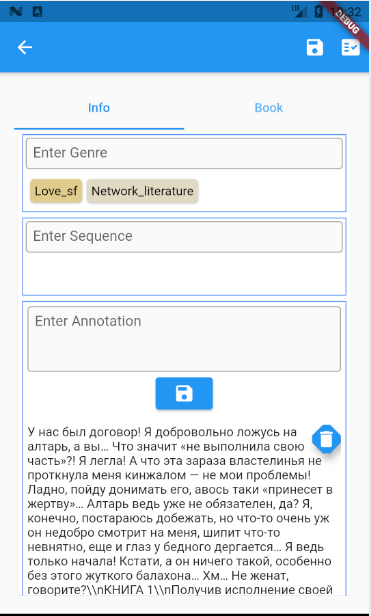 10:32
DEBUG
Info
Book
Enter Genre
Love_sf
Network_literature
Enter Sequence
Enter Annotation
У нас был договор! Я добровольно ложусь на
алтарь, а вы... Что значит «не выполнила свою
часть»?! Я легла! А что эта зараза властелинья не
проткнула меня кинжалом — не мои проблемы!
Ладно, пойду донимать его, авось таки «принесет в
жертву»... Алтарь ведь уже не обязателен, да? Я,
конечно, постараюсь добежать, но что-то очень уж
он недобро смотрит на меня, шипит что-то
невнятно, еще и глаз у бедного дергается... Я ведь
только начала! Кстати, а он ничего такой, особенно
без этого жуткого балахона... Хм... Не женат,
говорите?\\nКНИГА 1\\nПолучив исполнение своей